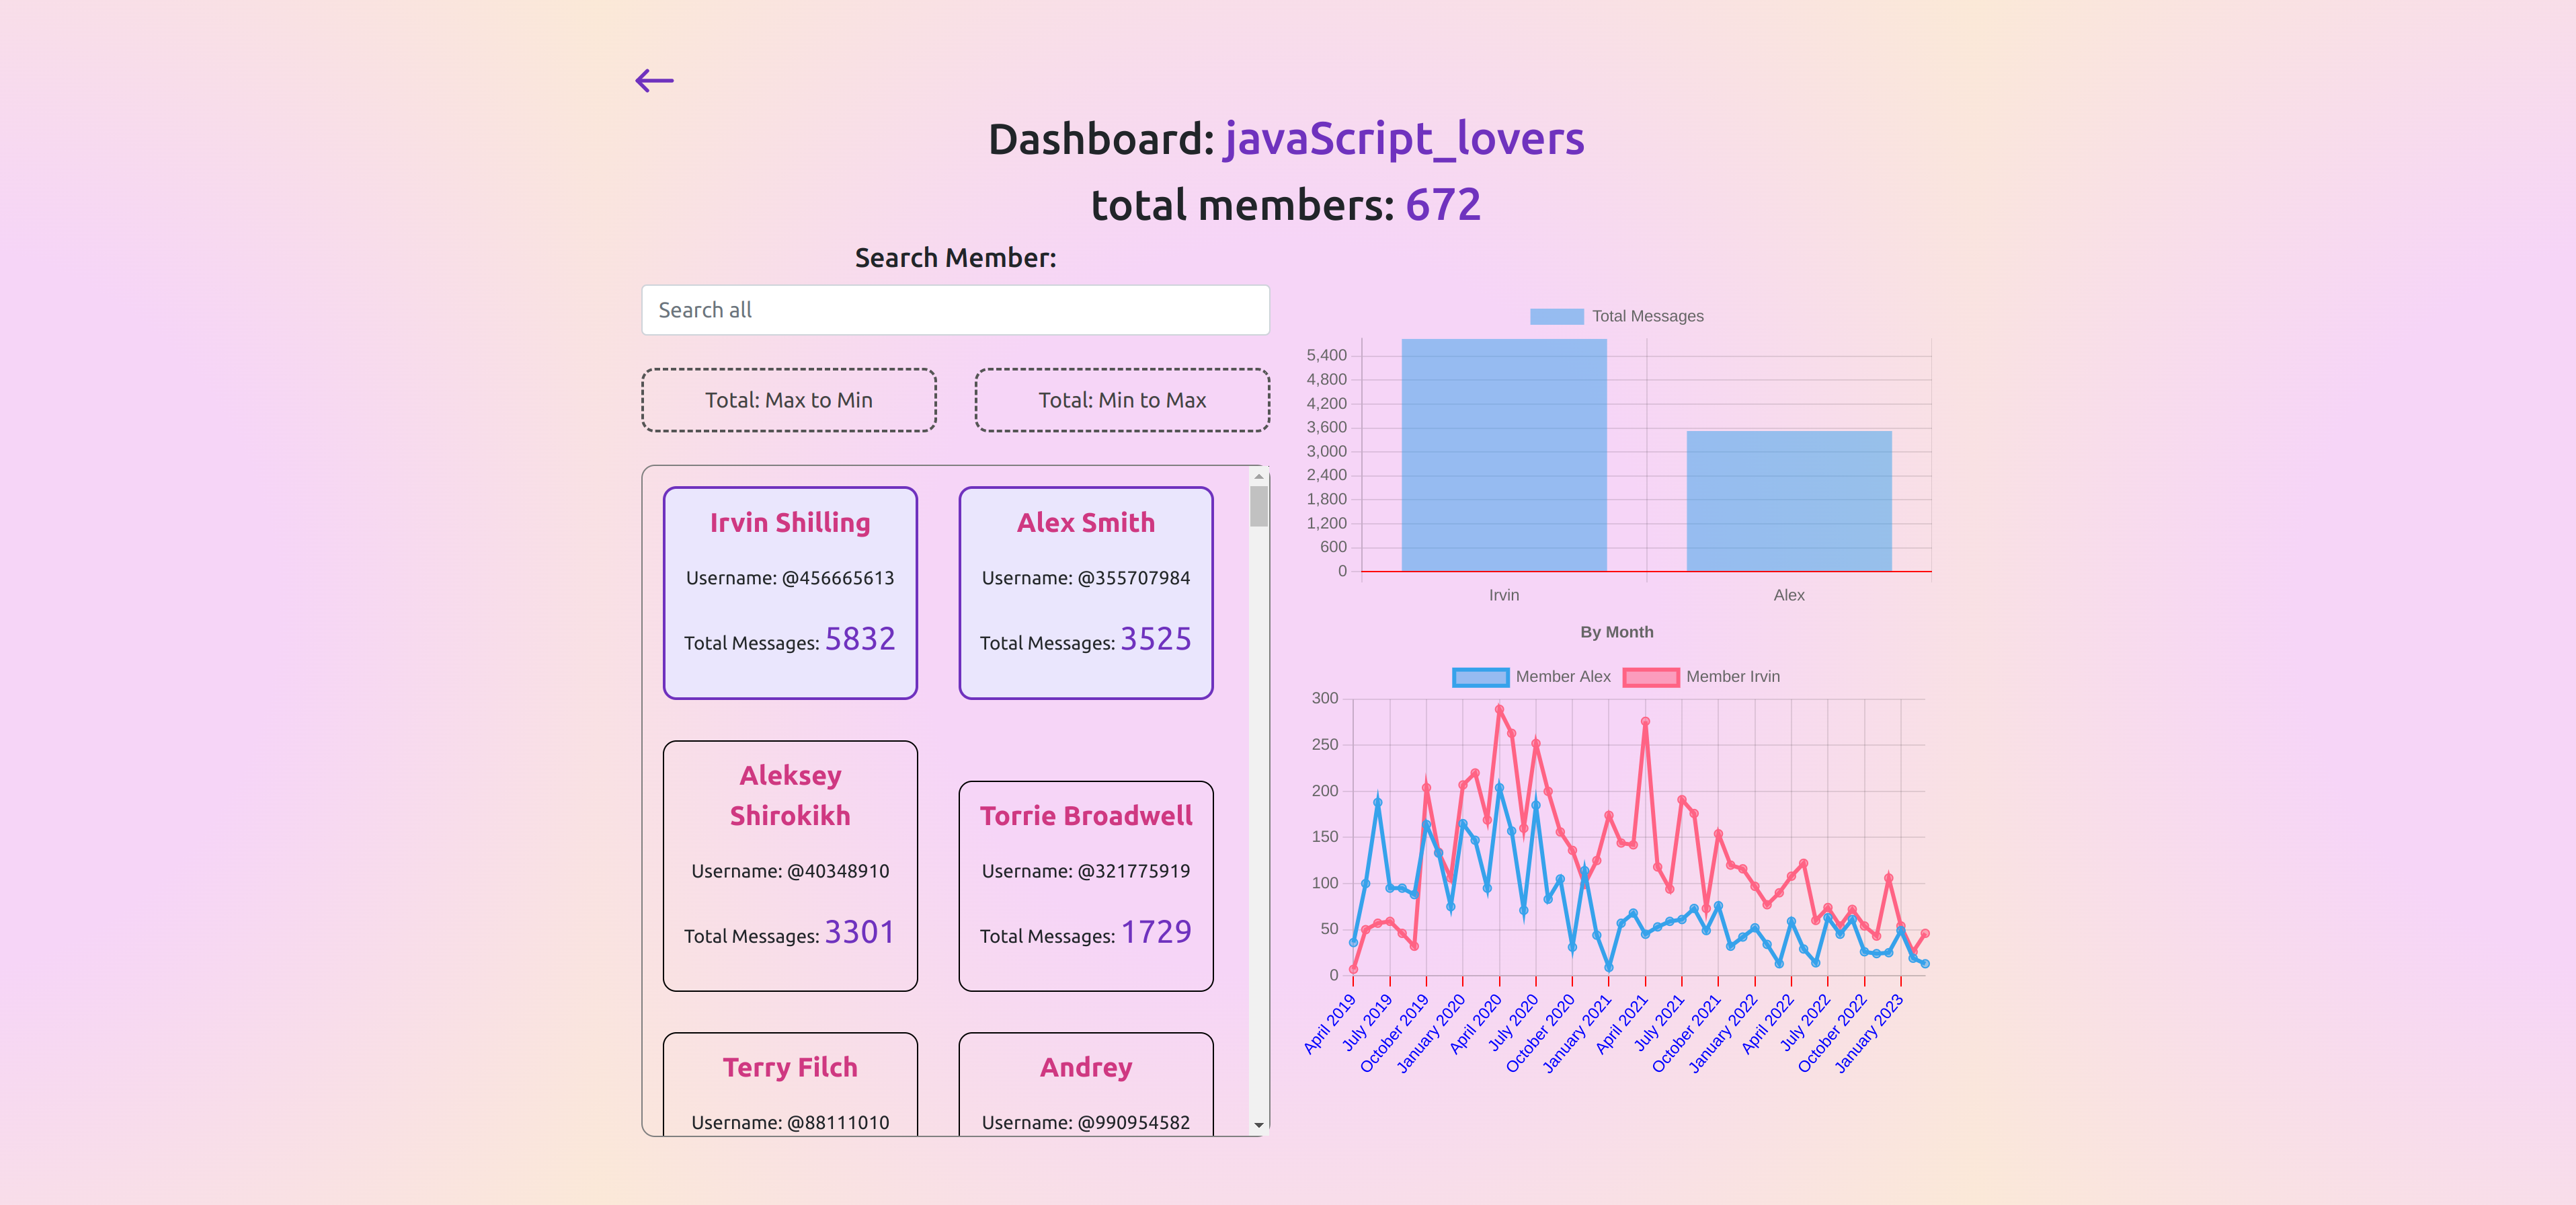 Dashboard: javaScript_lovers
total members: 672
Search Member:
Search all
Total: Max to Min
Total: Min to Max
Irvin Shilling
Username: @456665613
Total Messages: 5832
Alex Smith
Username: @355707984
Total Messages: 3525
Aleksey
Shirokikh
Username: @40348910
Total Messages: 3301
Torrie Broadwell
Username: @321775919
Total Messages: 1729
Terry Filch
Username: @88111010
Andrey
Username: @990954582
Total Messages
5,400
4,800
4,200
3,600
3,000
2,400
1,800
1,200
600
0
Irvin
Alex
By Month
Member Alex
Member Irvin
300
250
200
150
100
50
0
April 2019
July 2019
October 2019
January 2020
April 2020
July 2020
October 2020
January 2021
April 2021
July 2021
October 2021
January 2022
April 2022
July 2022
October 2022
January 2023